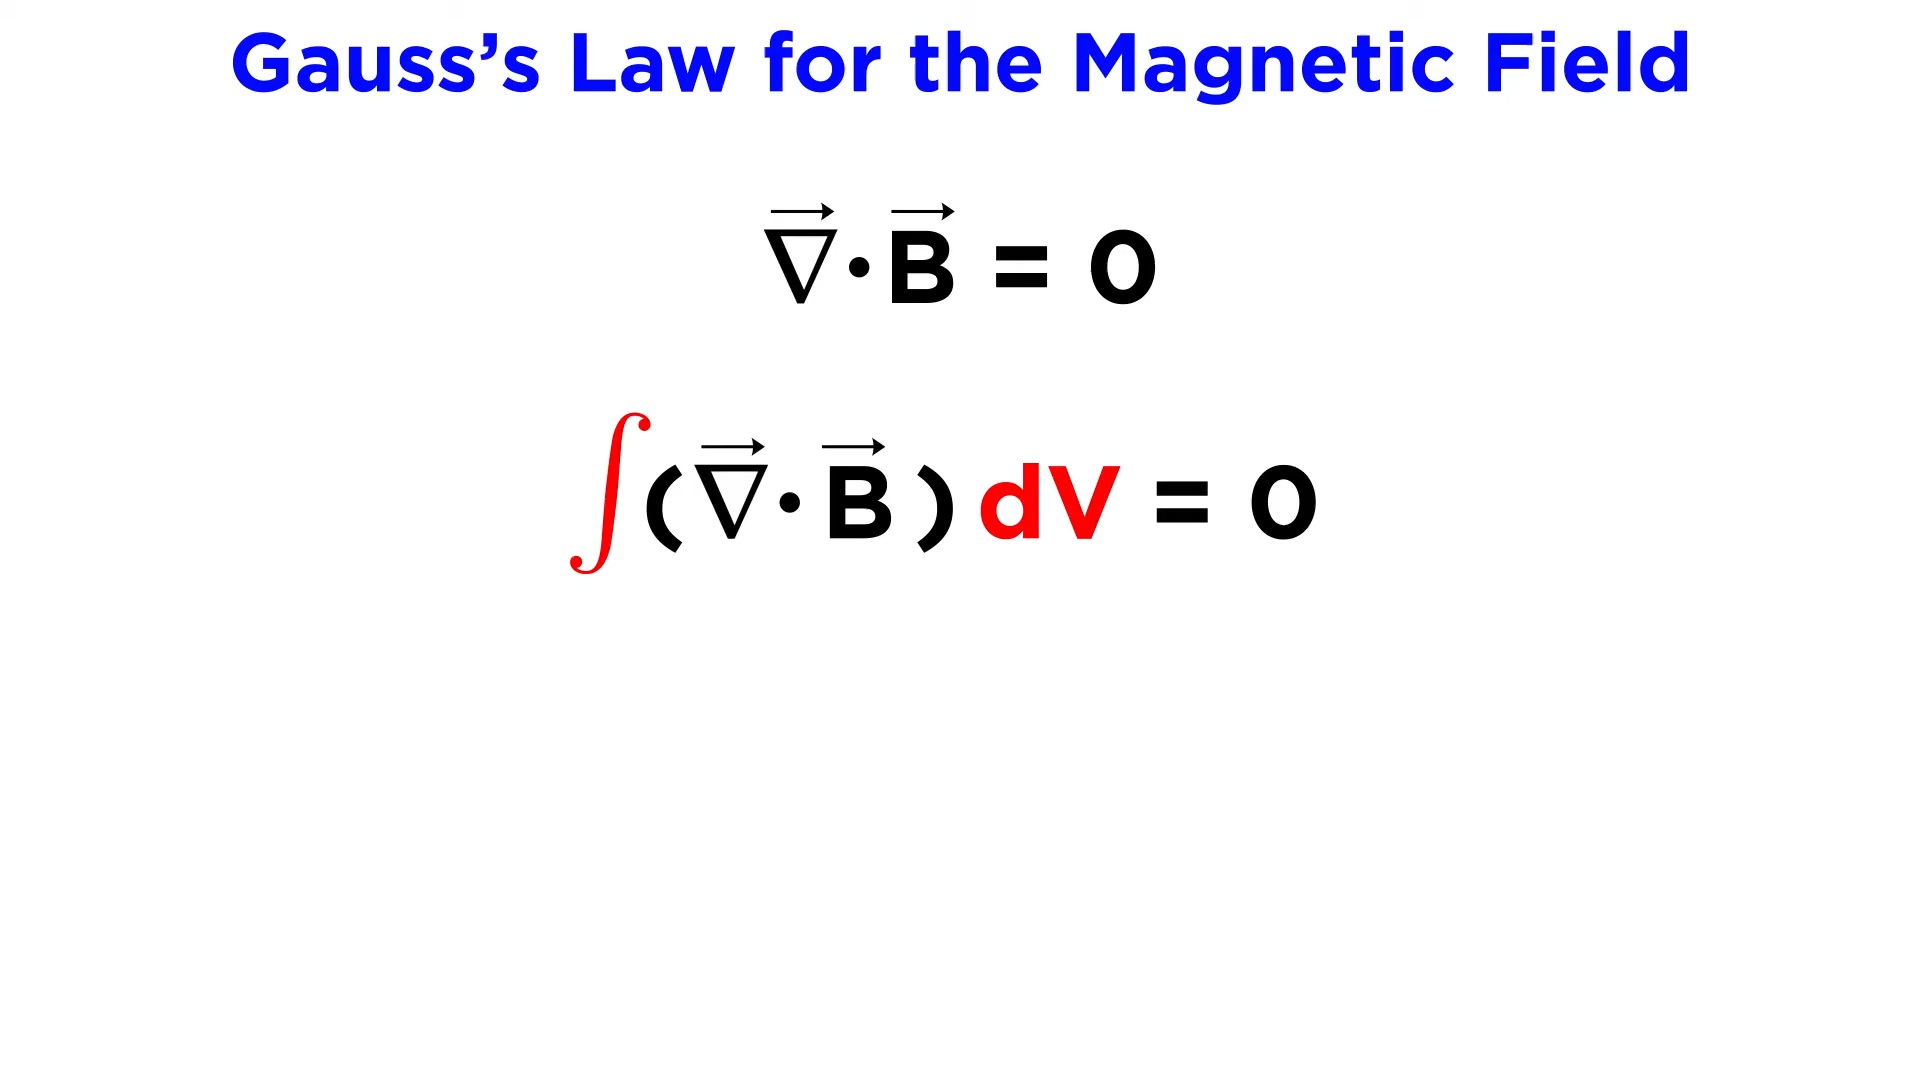 Gauss’s Law for the Magnetic Field
∇⃗ · B⃗ = 0
∫(∇⃗ · B⃗) dV = 0